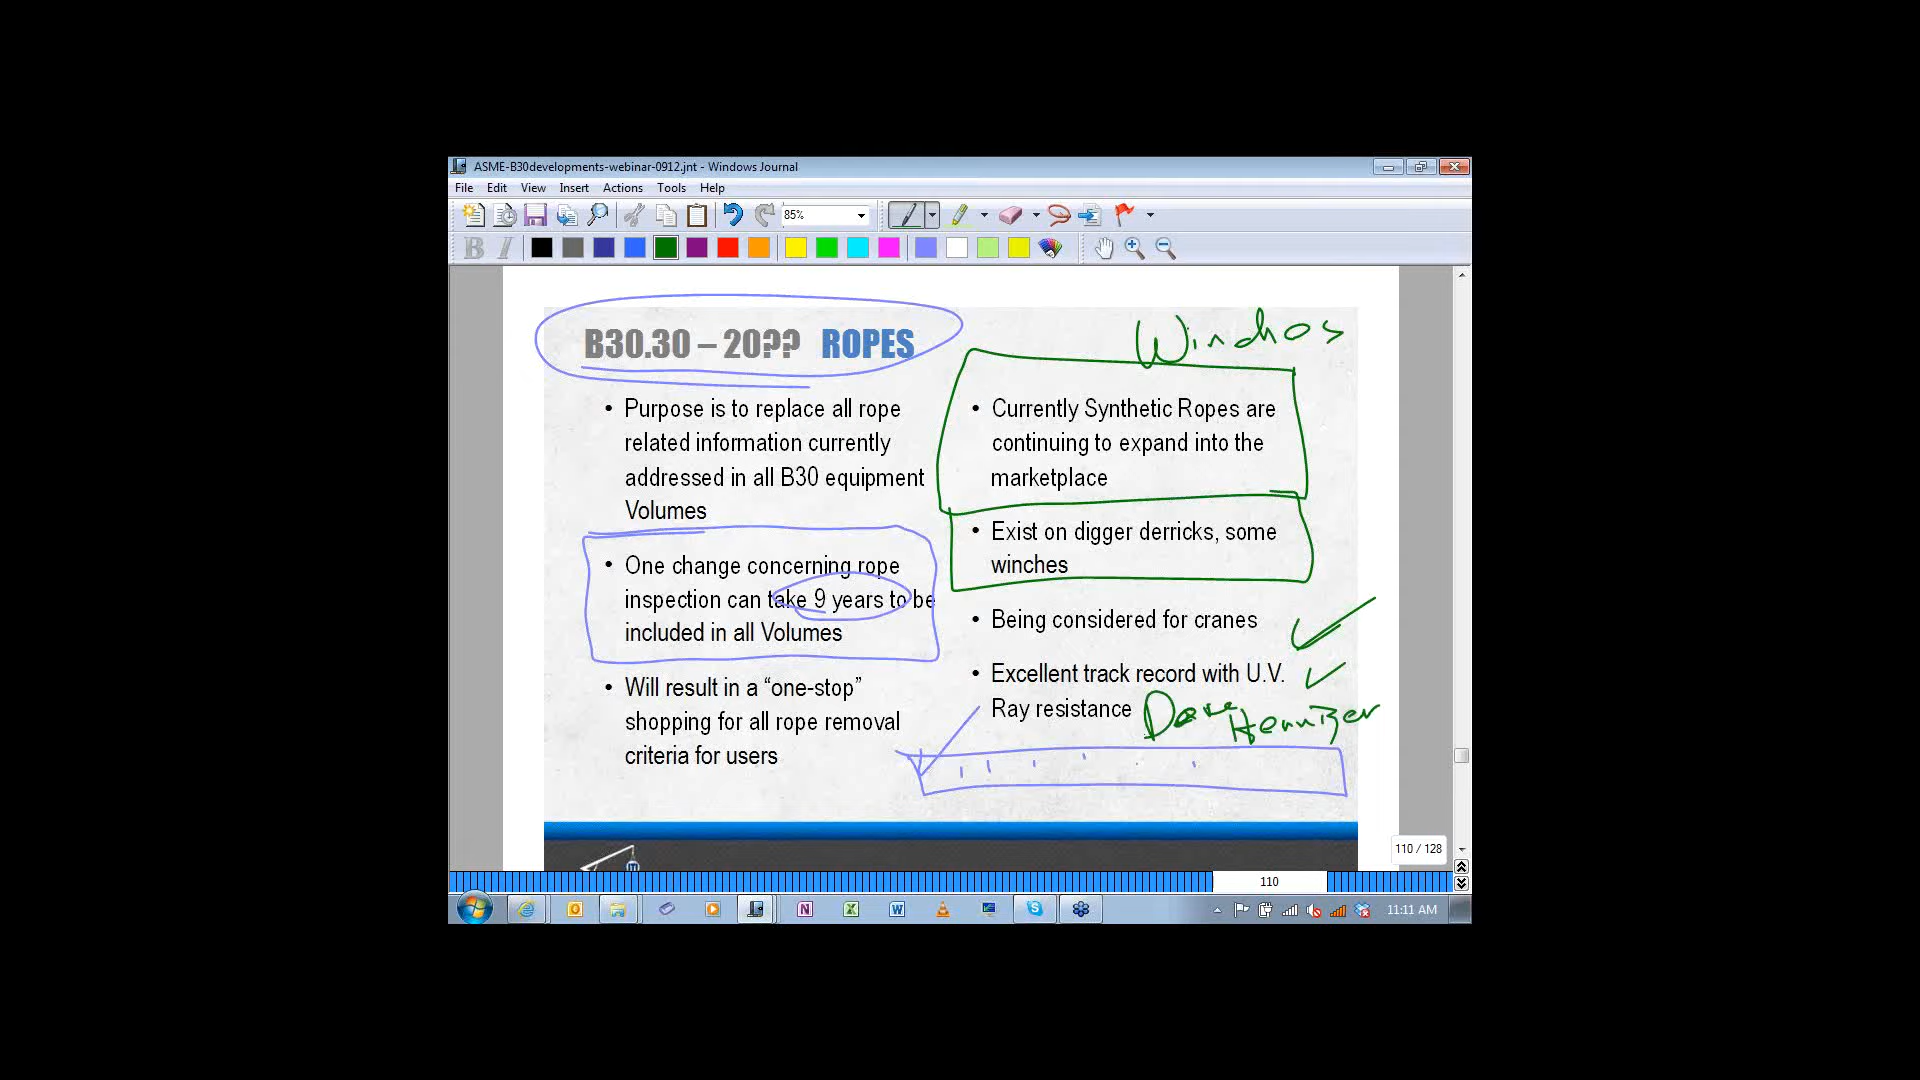 ASME-B30developments-webinar-0912.jnt - Windows Journal
File Edit View Insert Actions Tools Help
85%
B I
B30.30 – 20?? ROPES
• Purpose is to replace all rope
related information currently
addressed in all B30 equipment
Volumes
• One change concerning rope
inspection can take 9 years to be
included in all Volumes
• Will result in a “one-stop”
shopping for all rope removal
criteria for users
• Currently Synthetic Ropes are
continuing to expand into the
marketplace
• Exist on digger derricks, some
winches
• Being considered for cranes
• Excellent track record with U.V.
Ray resistance
110 / 128
110
11:11 AM